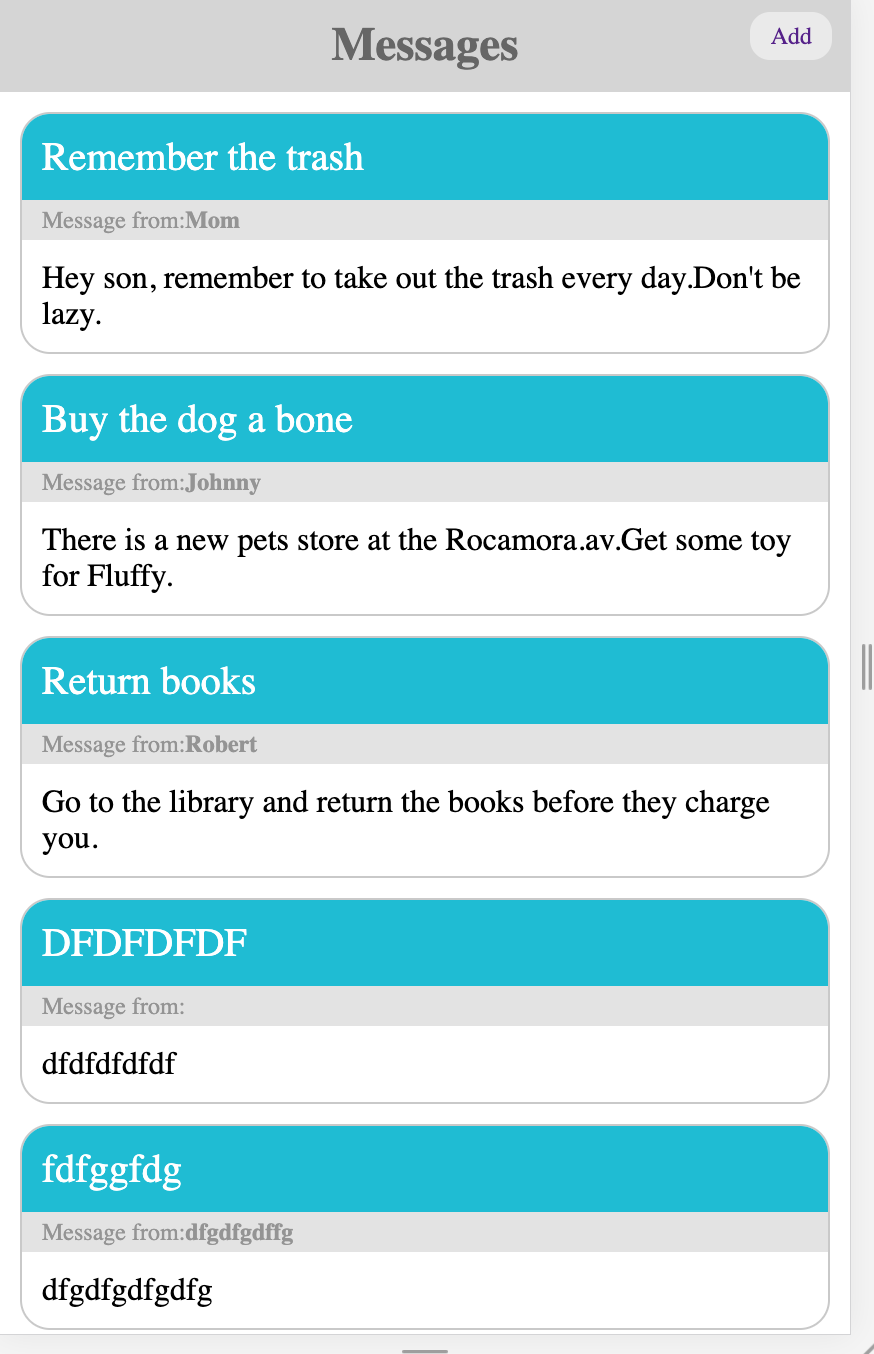 Messages
Add
Remember the trash
Message from:Mom
Hey son, remember to take out the trash every day.Don't be
lazy.
Buy the dog a bone
Message from:Johnny
There is a new pets store at the Rocamora.av.Get some toy
for Fluffy.
Return books
Message from:Robert
Go to the library and return the books before they charge
you.
DFDFDFDF
Message from:
dfdfdfdfdf
fdfggfdg
Message from:dfgdfgdffg
dfgdfgdfgdfg